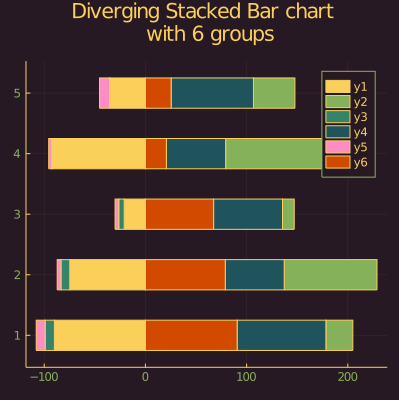 Diverging Stacked Bar chart
with 6 groups
y1
y2
y3
y4
y5
y6
5
4
3
2
1
−100 0 100 200